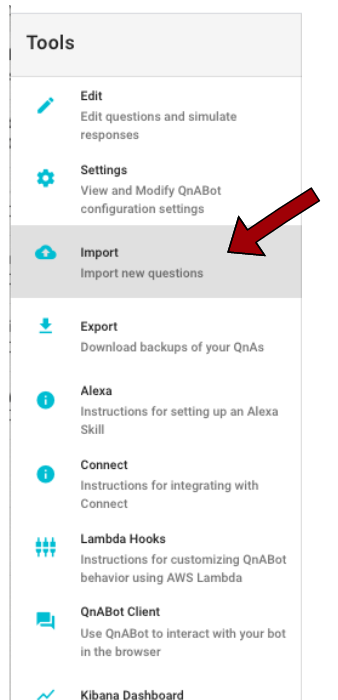 Tools
Edit
Edit questions and simulate
responses
Settings
View and Modify QnABot
configuration settings
Import
Import new questions
Export
Download backups of your QnAs
Alexa
Instructions for setting up an Alexa
Skill
Connect
Instructions for integrating with
Connect
Lambda Hooks
Instructions for customizing QnABot
behavior using AWS Lambda
QnABot Client
Use QnABot to interact with your bot
in the browser
Kibana Dashboard